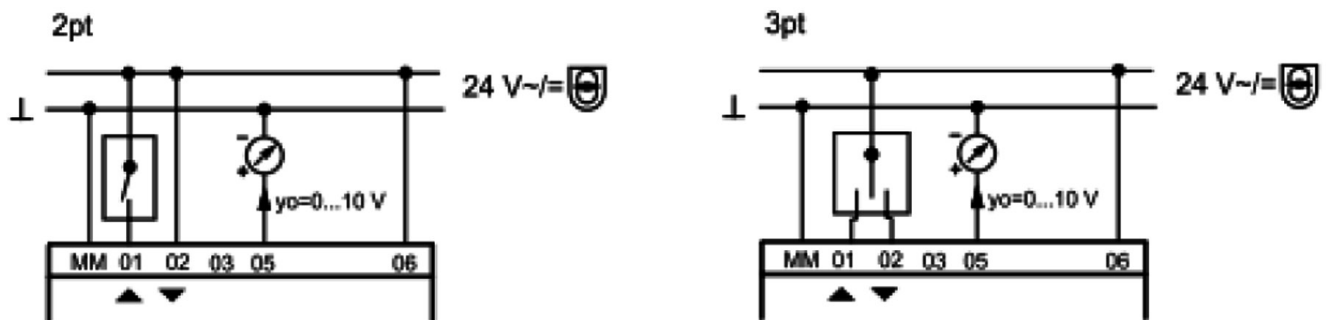 2pt
24 V~/=
⊥
- +
yo=0...10 V
MM 01 02 03 05 06
▲ ▼
3pt
24 V~/=
⊥
- +
yo=0...10 V
MM 01 02 03 05 06
▲ ▼